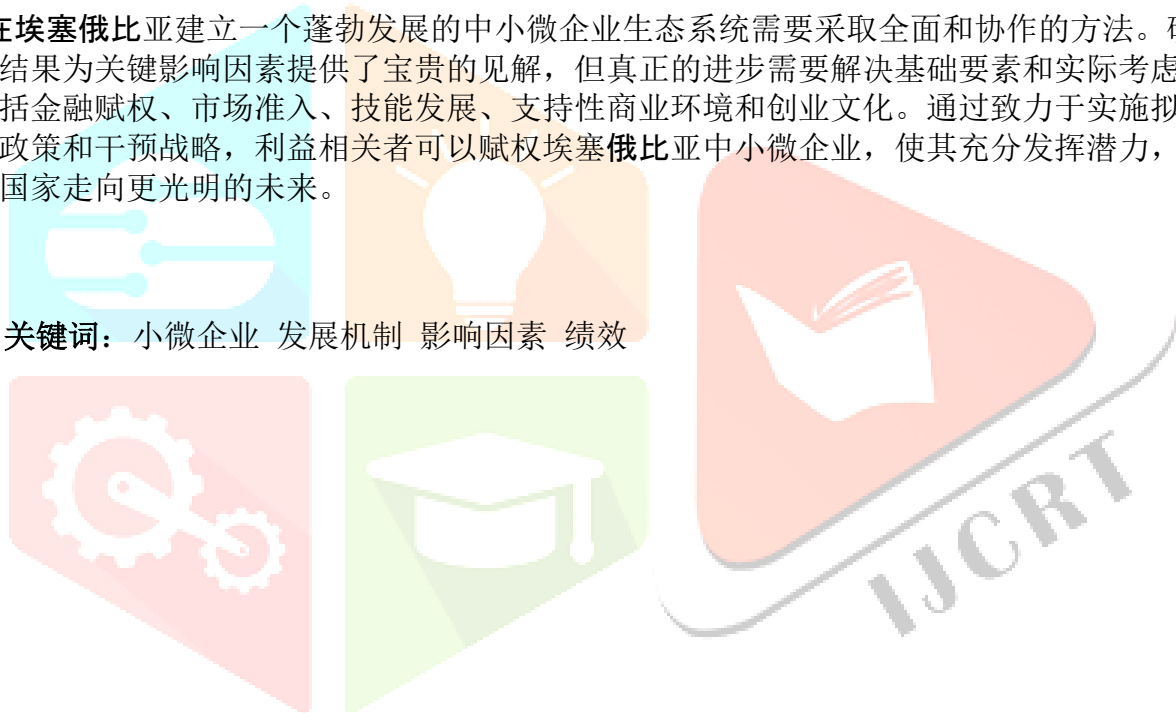 在埃塞俄比亚建立一个蓬勃发展的中小微企业生态系统需要采取全面和协作的方法。
结果为关键影响因素提供了宝贵的见解，但真正的进步需要解决基础要素和实际考虑
括金融赋权、市场准入、技能发展、支持性商业环境和创业文化。通过致力于实施拟
政策和干预战略，利益相关者可以赋权埃塞俄比亚中小微企业，使其充分发挥潜力，
国家走向更光明的未来。
关键词：小微企业 发展机制 影响因素 绩效
IJCRT